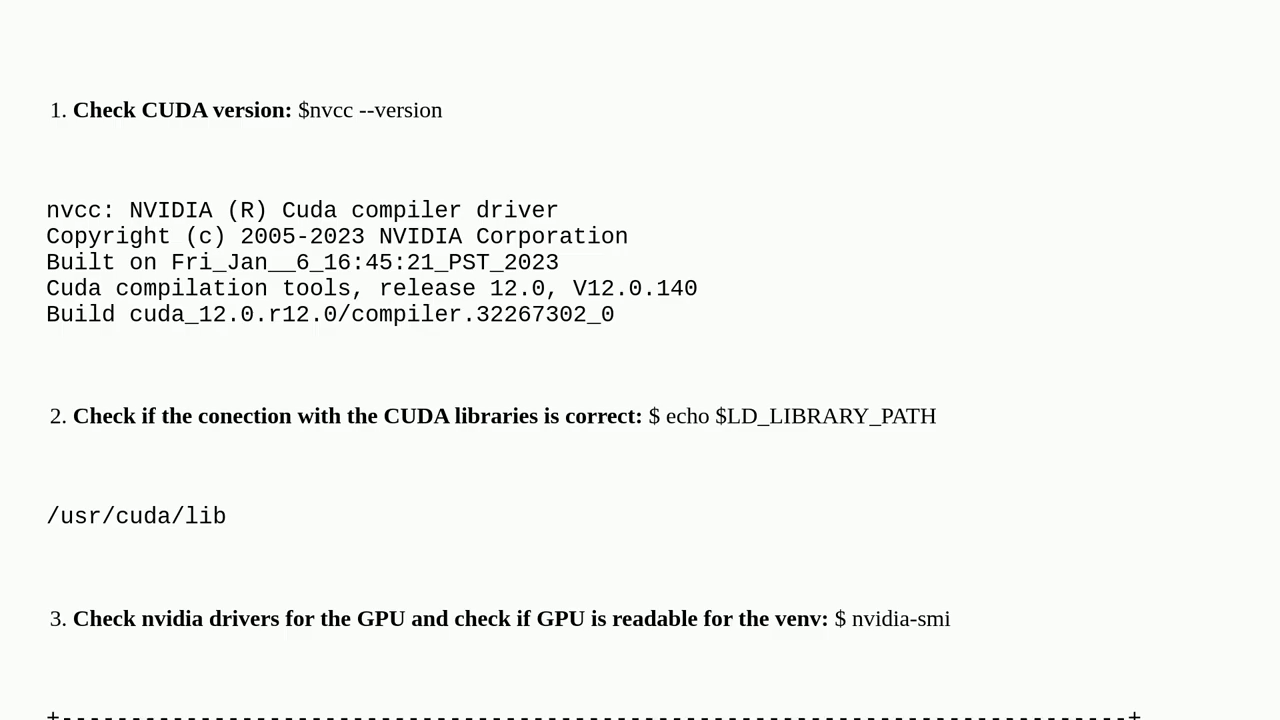 1. Check CUDA version: $nvcc --version
nvcc: NVIDIA (R) Cuda compiler driver
Copyright (c) 2005-2023 NVIDIA Corporation
Built on Fri_Jan__6_16:45:21_PST_2023
Cuda compilation tools, release 12.0, V12.0.140
Build cuda_12.0.r12.0/compiler.32267302_0
2. Check if the conection with the CUDA libraries is correct: $ echo $LD_LIBRARY_PATH
/usr/cuda/lib
3. Check nvidia drivers for the GPU and check if GPU is readable for the venv: $ nvidia-smi
+-----------------------------------------------------------------------------+